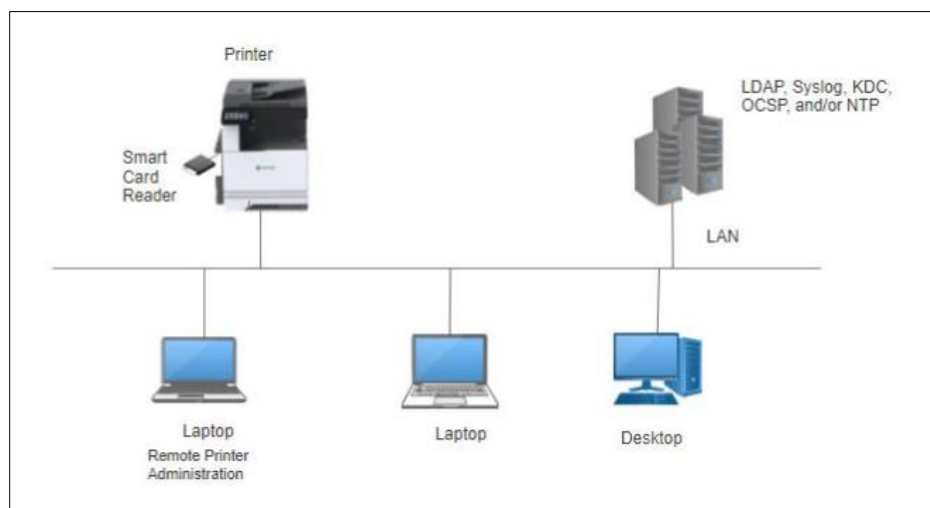 Printer
LDAP, Syslog, KDC,
OCSP, and/or NTP
Smart
Card
Reader
LAN
Laptop
Remote Printer
Administration
Laptop
Desktop